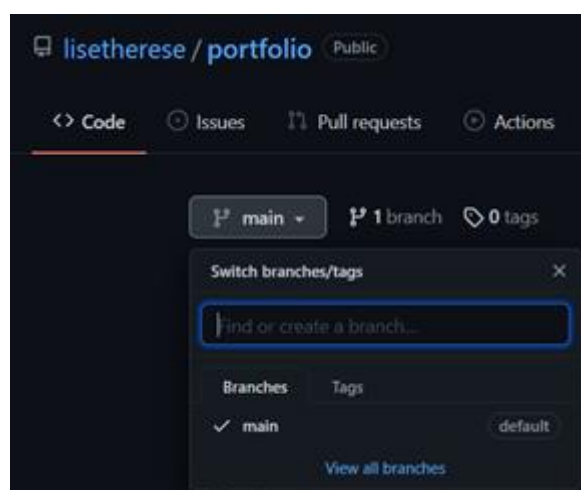 lisetherese / portfolio Public
<> Code Issues Pull requests Actions
main 1 branch 0 tags
Switch branches/tags
Find or create a branch...
Branches Tags
main default
View all branches